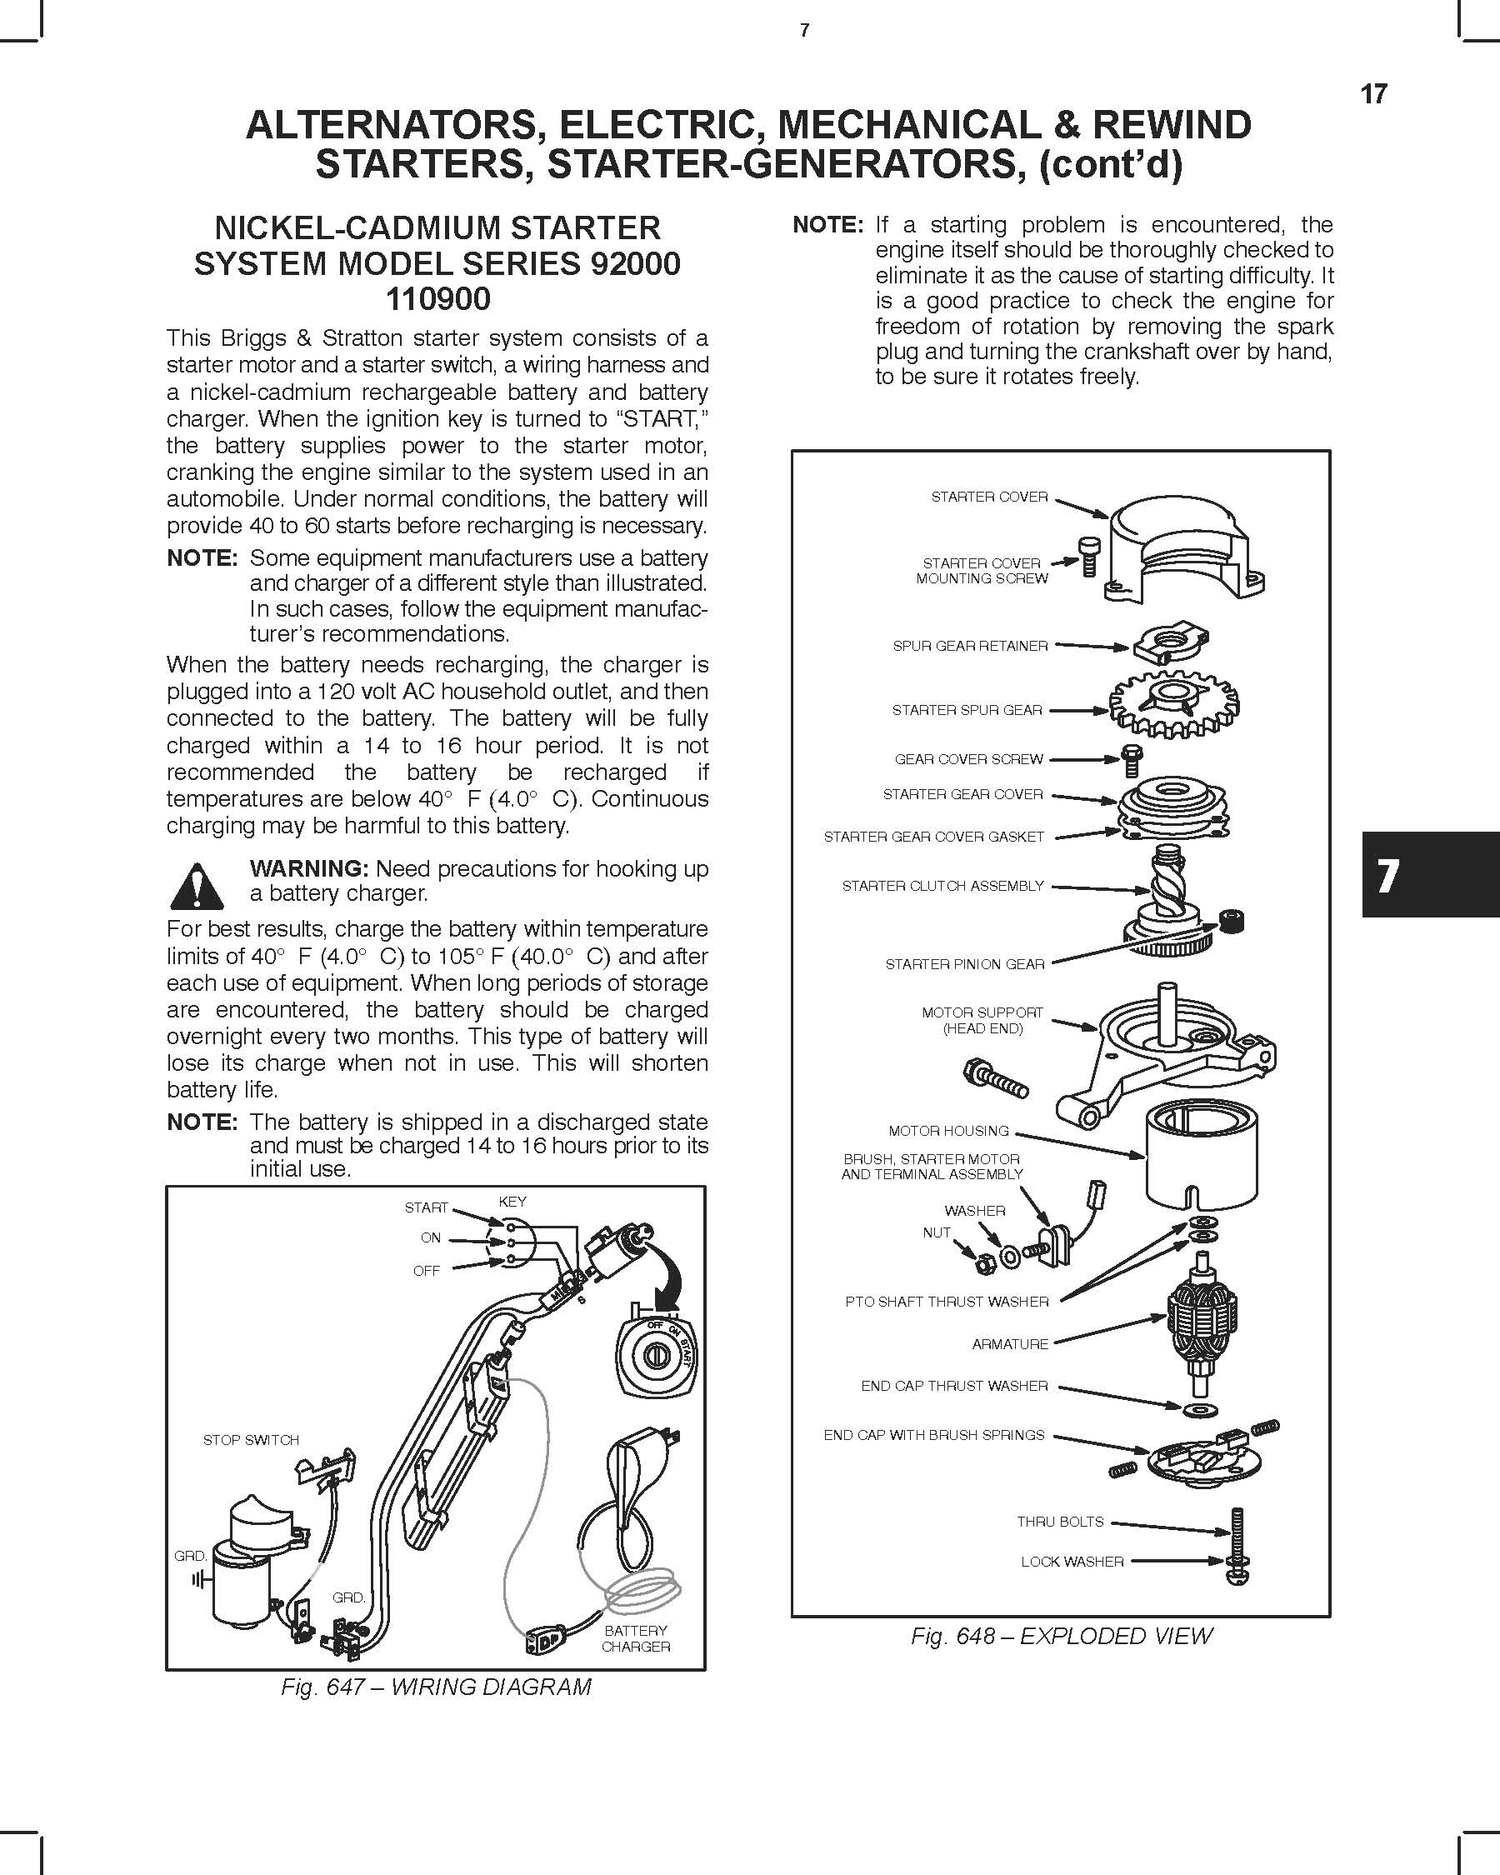 7
17
ALTERNATORS, ELECTRIC, MECHANICAL & REWIND
STARTERS, STARTER-GENERATORS, (cont’d)
NICKEL-CADMIUM STARTER
SYSTEM MODEL SERIES 92000
110900
This Briggs & Stratton starter system consists of a
starter motor and a starter switch, a wiring harness and
a nickel-cadmium rechargeable battery and battery
charger. When the ignition key is turned to “START,”
the battery supplies power to the starter motor,
cranking the engine similar to the system used in an
automobile. Under normal conditions, the battery will
provide 40 to 60 starts before recharging is necessary.
NOTE: Some equipment manufacturers use a battery
and charger of a different style than illustrated.
In such cases, follow the equipment manufac-
turer’s recommendations.
When the battery needs recharging, the charger is
plugged into a 120 volt AC household outlet, and then
connected to the battery. The battery will be fully
charged within a 14 to 16 hour period. It is not
recommended the battery be recharged if
temperatures are below 40° F (4.0° C). Continuous
charging may be harmful to this battery.
WARNING: Need precautions for hooking up
a battery charger.
For best results, charge the battery within temperature
limits of 40° F (4.0° C) to 105° F (40.0° C) and after
each use of equipment. When long periods of storage
are encountered, the battery should be charged
overnight every two months. This type of battery will
lose its charge when not in use. This will shorten
battery life.
NOTE: The battery is shipped in a discharged state
and must be charged 14 to 16 hours prior to its
initial use.
START
KEY
ON
OFF
M
S
OFF ON START
STOP SWITCH
GRD.
GRD.
BATTERY
CHARGER
Fig. 647 – WIRING DIAGRAM
NOTE: If a starting problem is encountered, the
engine itself should be thoroughly checked to
eliminate it as the cause of starting difficulty. It
is a good practice to check the engine for
freedom of rotation by removing the spark
plug and turning the crankshaft over by hand,
to be sure it rotates freely.
STARTER COVER
STARTER COVER
MOUNTING SCREW
SPUR GEAR RETAINER
STARTER SPUR GEAR
GEAR COVER SCREW
STARTER GEAR COVER
STARTER GEAR COVER GASKET
STARTER CLUTCH ASSEMBLY
STARTER PINION GEAR
MOTOR SUPPORT
(HEAD END)
MOTOR HOUSING
BRUSH, STARTER MOTOR
AND TERMINAL ASSEMBLY
WASHER
NUT
PTO SHAFT THRUST WASHER
ARMATURE
END CAP THRUST WASHER
END CAP WITH BRUSH SPRINGS
THRU BOLTS
LOCK WASHER
Fig. 648 – EXPLODED VIEW
7